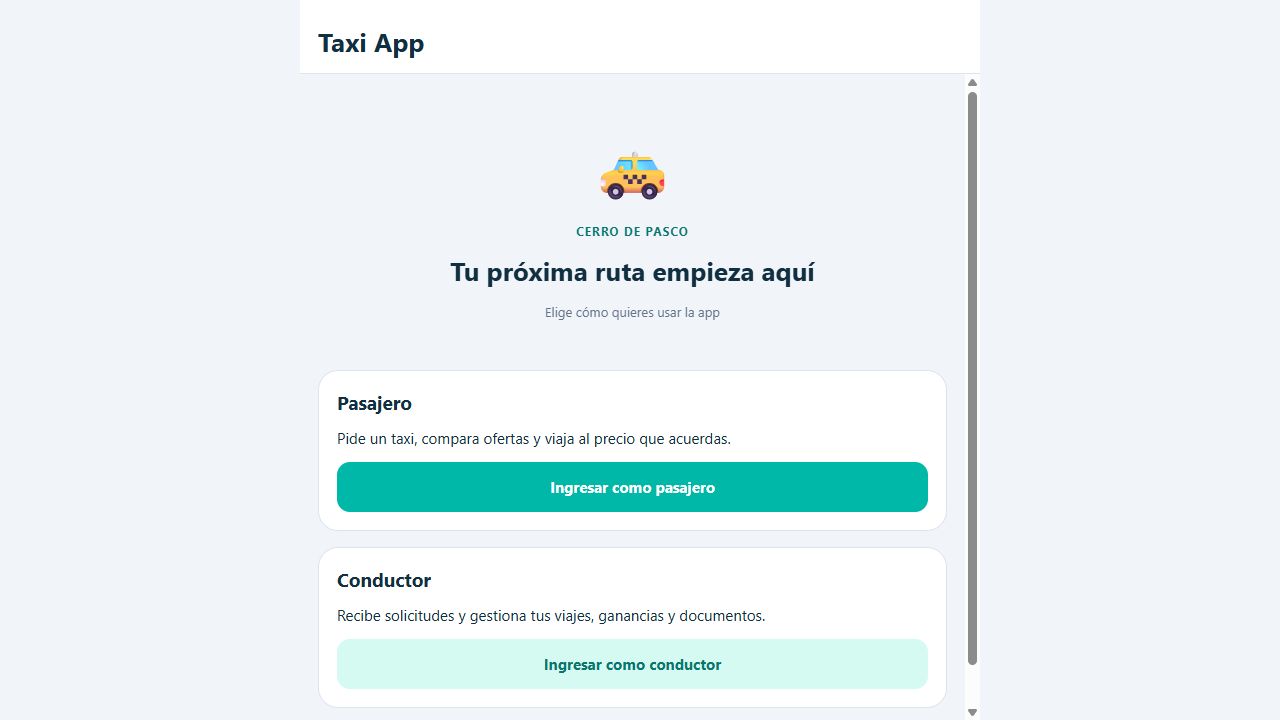 Taxi App
CERRO DE PASCO
Tu próxima ruta empieza aquí
Elige cómo quieres usar la app
Pasajero
Pide un taxi, compara ofertas y viaja al precio que acuerdas.
Ingresar como pasajero
Conductor
Recibe solicitudes y gestiona tus viajes, ganancias y documentos.
Ingresar como conductor